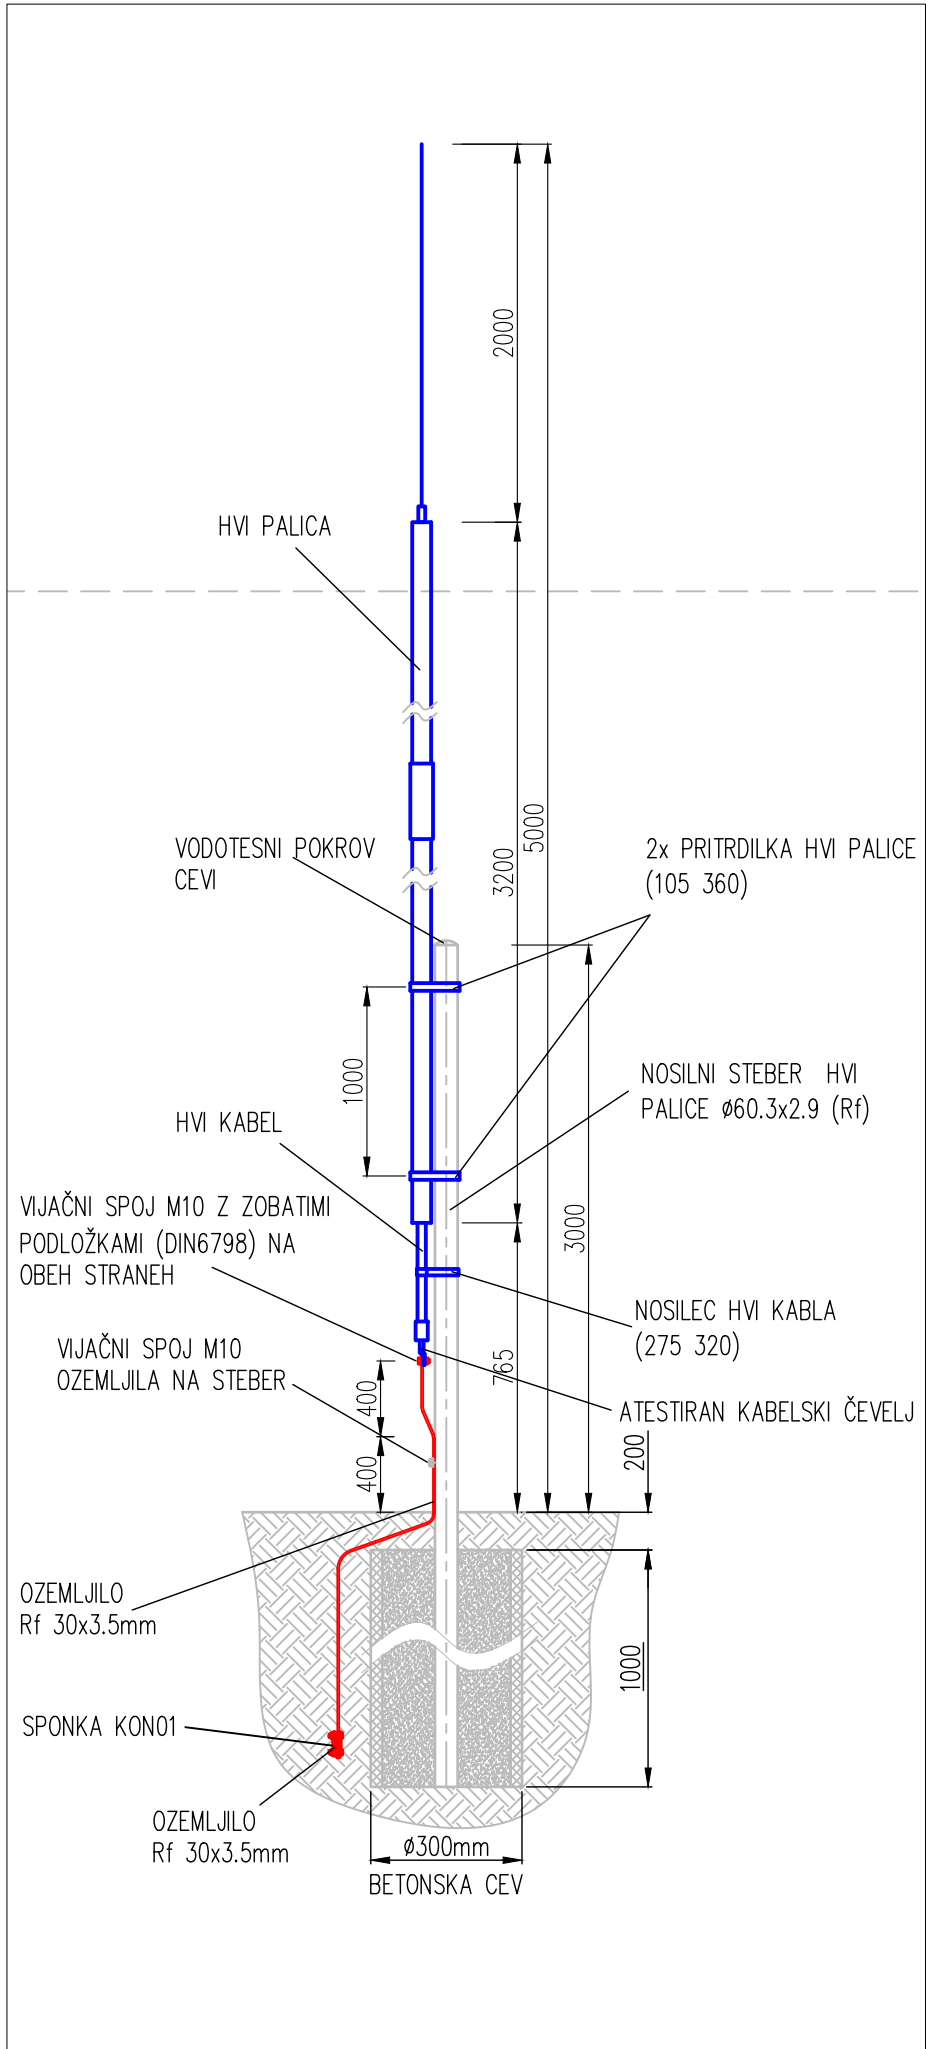 2000
HVI PALICA
5000
3200
VODOTESNI POKROV
CEVI
2x PRITRDILKA HVI PALICE
(105 360)
1000
NOSILNI STEBER HVI
PALICE ø60.3x2.9 (Rf)
HVI KABEL
3000
VIJAČNI SPOJ M10 Z ZOBATIMI
PODLOŽKAMI (DIN6798) NA
OBEH STRANEH
NOSILEC HVI KABLA
(275 320)
765
VIJAČNI SPOJ M10
OZEMLJILA NA STEBER
400
ATESTIRAN KABELSKI ČEVELJ
200
400
OZEMLJILO
Rf 30x3.5mm
1000
SPONKA KON01
OZEMLJILO
Rf 30x3.5mm
ø300mm
BETONSKA CEV